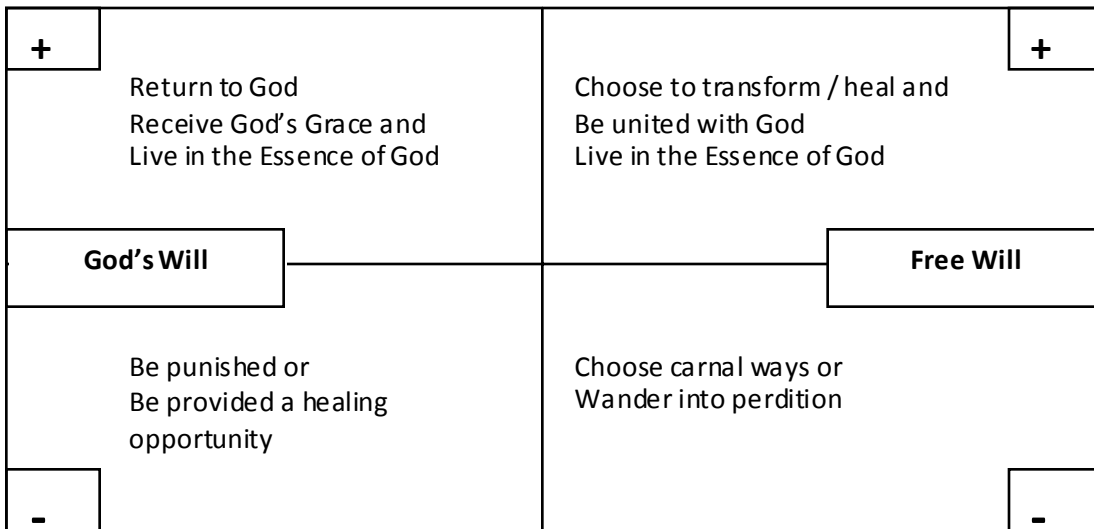 +
+
Return to God
Receive God's Grace and
Live in the Essence of God
Choose to transform / heal and
Be united with God
Live in the Essence of God
God's Will
Free Will
Be punished or
Be provided a healing
opportunity
Choose carnal ways or
Wander into perdition
-
-